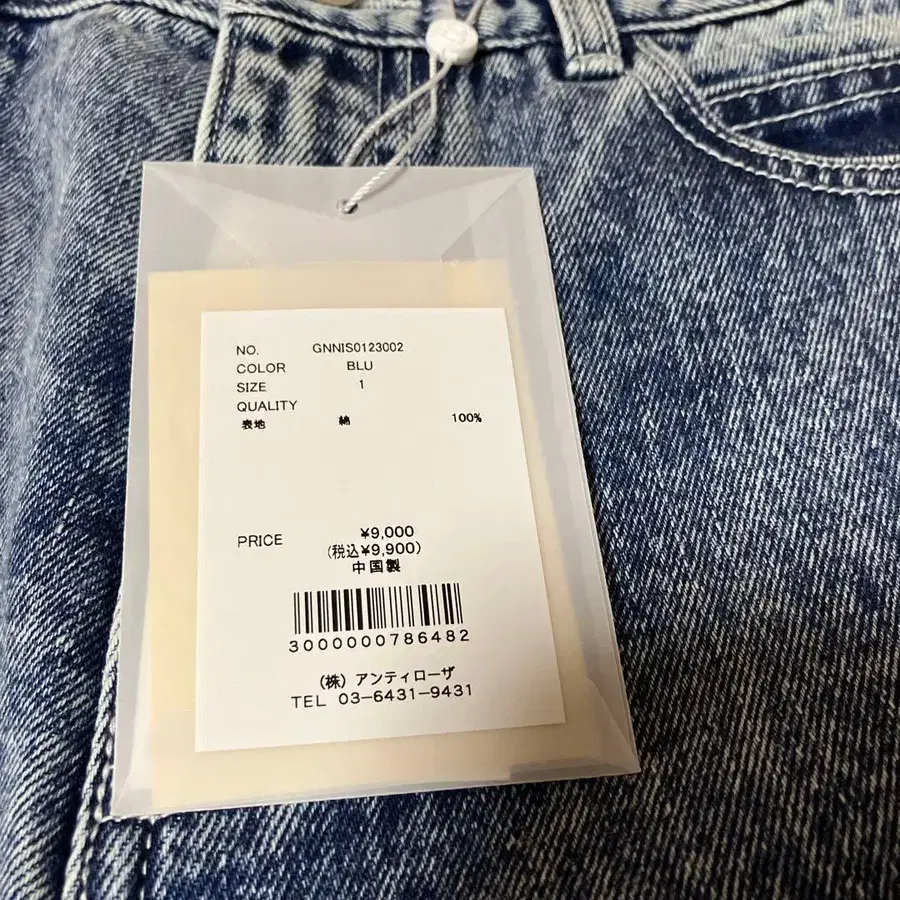 NO. GNNIS0123002
COLOR BLU
SIZE 1
QUALITY
表地 綿 100%
PRICE ¥9,000
(税込¥9,900)
中国製
3000000786482
(株) アンティローザ
TEL 03-6431-9431